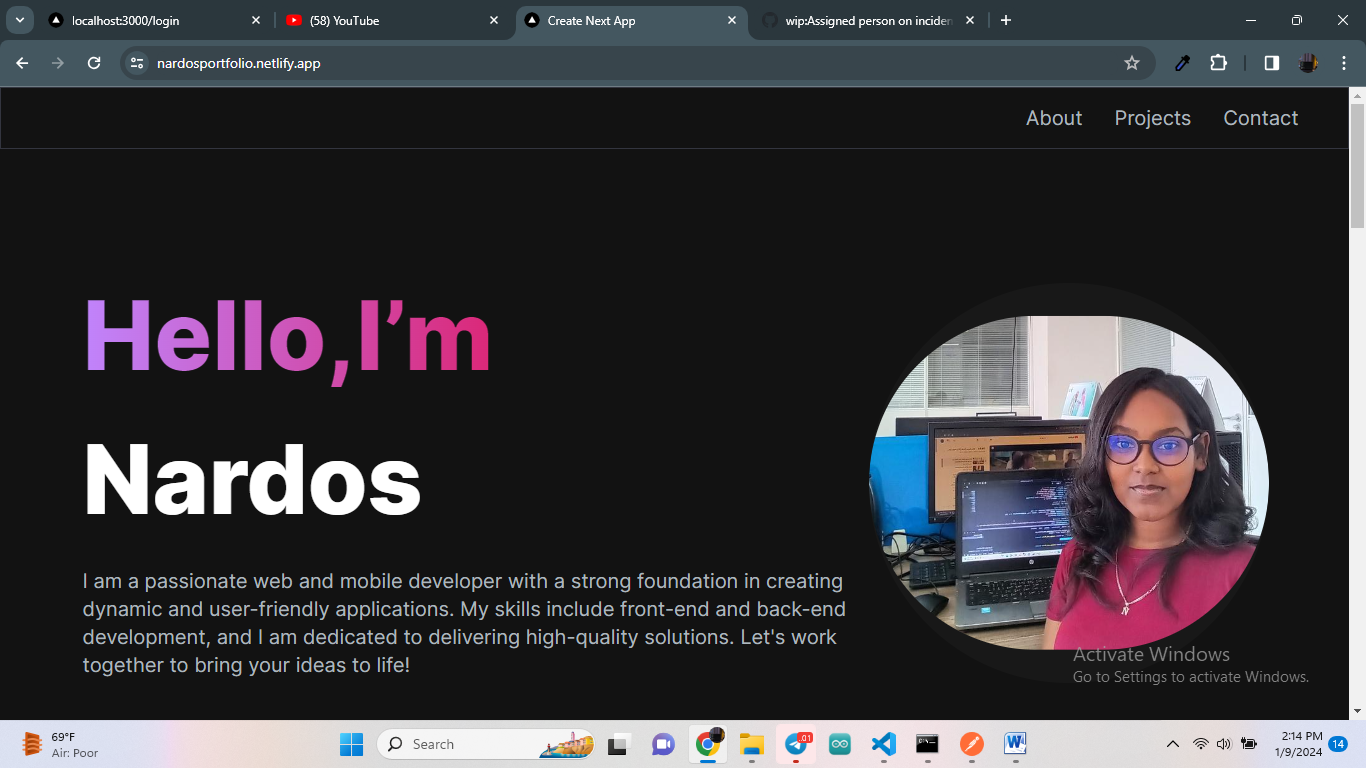 localhost:3000/login
(58) YouTube
Create Next App
wip:Assigned person on inciden
nardosportfolio.netlify.app
About Projects Contact
Hello,I’m
Nardos
I am a passionate web and mobile developer with a strong foundation in creating
dynamic and user-friendly applications. My skills include front-end and back-end
development, and I am dedicated to delivering high-quality solutions. Let's work
together to bring your ideas to life!
Activate Windows
Go to Settings to activate Windows.
69°F
Air: Poor
Search
.01
2:14 PM
1/9/2024
14